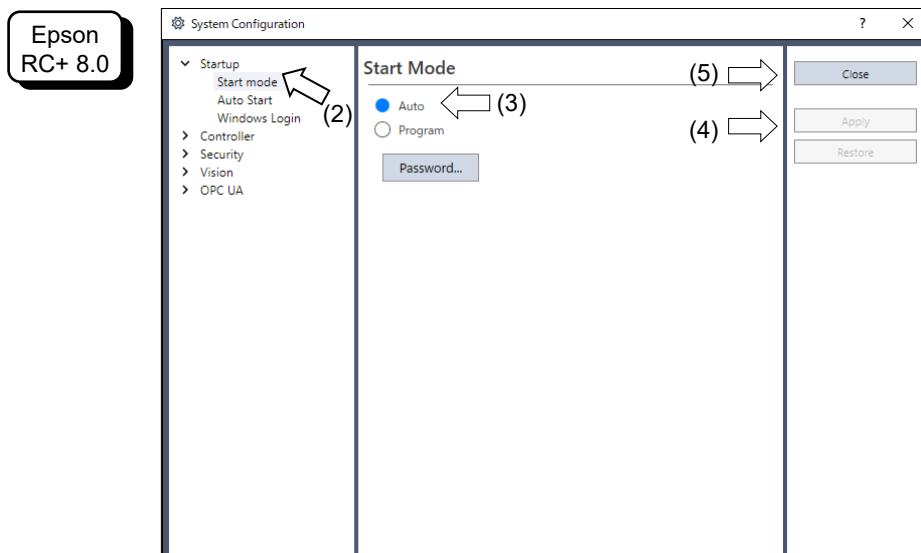 Epson
RC+ 8.0
System Configuration
?
Startup
Start mode
Auto Start
Windows Login
Controller
Security
Vision
OPC UA
(2)
Start Mode
Auto
(3)
Program
Password...
(5)
Close
(4)
Apply
Restore